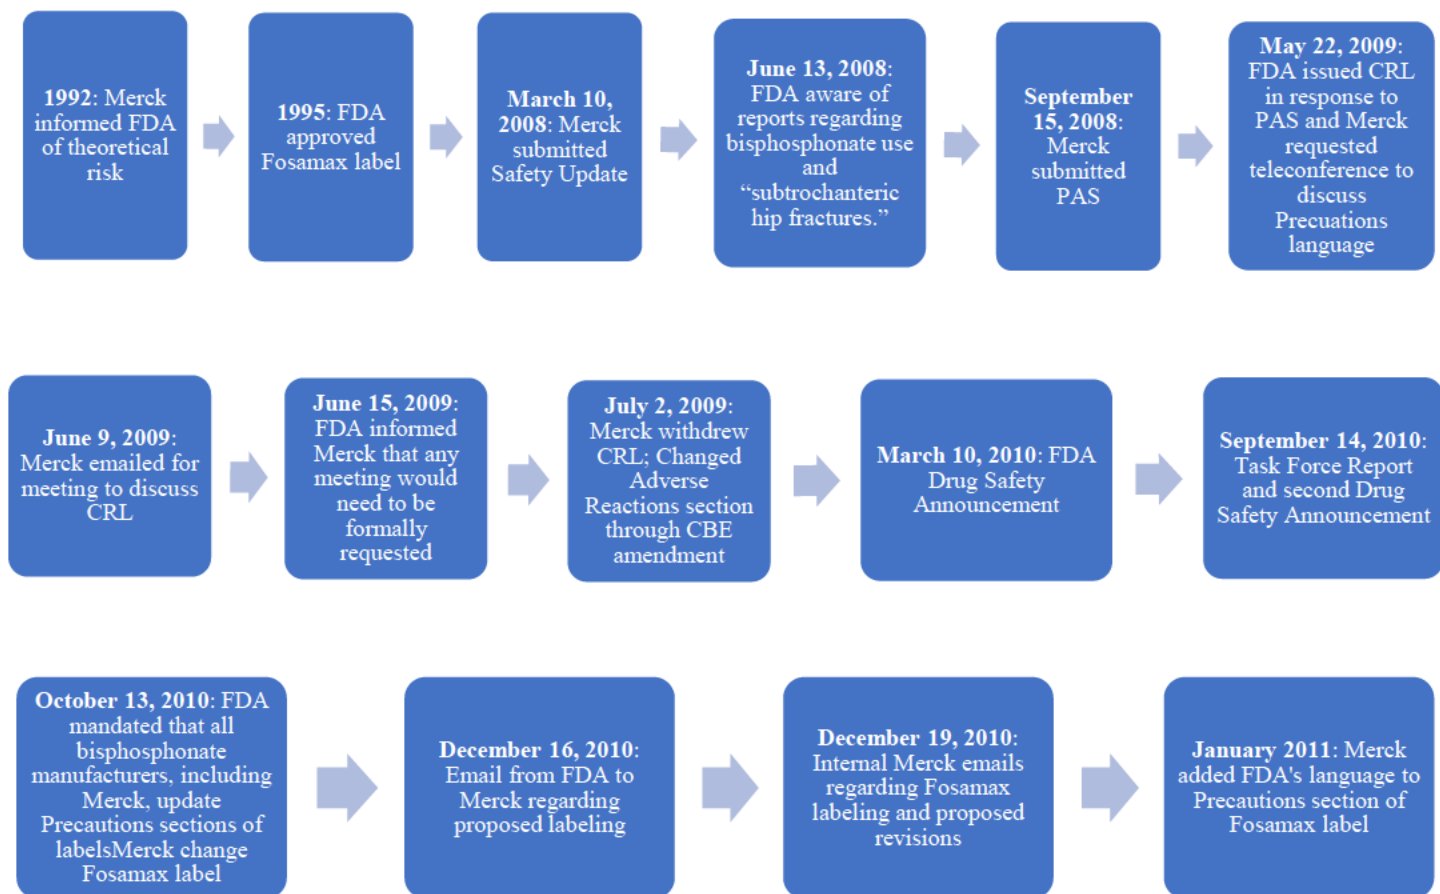 1992: Merck
informed FDA
of theoretical
risk
1995: FDA
approved
Fosamax label
March 10,
2008: Merck
submitted
Safety Update
June 13, 2008:
FDA aware of
reports regarding
bisphosphonate use
and
“subtrochanteric
hip fractures.”
September
15, 2008:
Merck
submitted
PAS
May 22, 2009:
FDA issued CRL
in response to
PAS and Merck
requested
teleconference to
discuss
Precuations
language
June 9, 2009:
Merck emailed for
meeting to discuss
CRL
June 15, 2009:
FDA informed
Merck that any
meeting would
need to be
formally
requested
July 2, 2009:
Merck withdrew
CRL; Changed
Adverse
Reactions section
through CBE
amendment
March 10, 2010: FDA
Drug Safety
Announcement
September 14, 2010:
Task Force Report
and second Drug
Safety Announcement
October 13, 2010: FDA
mandated that all
bisphosphonate
manufacturers, including
Merck, update
Precautions sections of
labelsMerck change
Fosamax label
December 16, 2010:
Email from FDA to
Merck regarding
proposed labeling
December 19, 2010:
Internal Merck emails
regarding Fosamax
labeling and proposed
revisions
January 2011: Merck
added FDA's language to
Precautions section of
Fosamax label